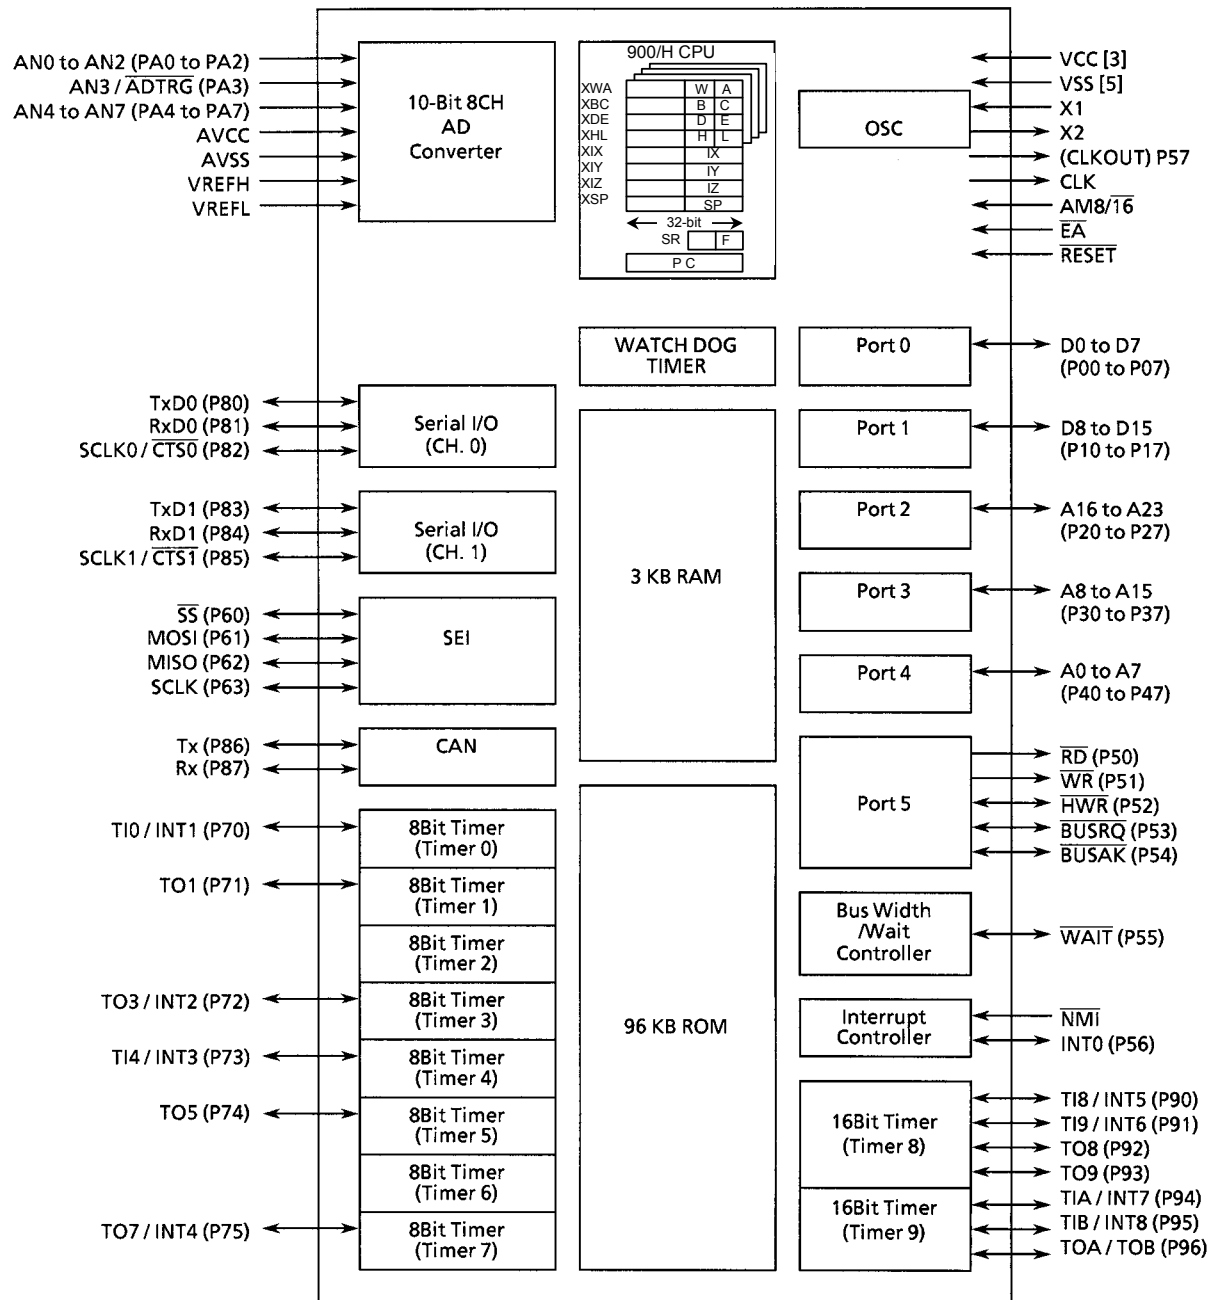 AN0 to AN2 (PA0 to PA2)
AN3 / ADTRG (PA3)
AN4 to AN7 (PA4 to PA7)
AVCC
AVSS
VREFH
VREFL
10-Bit 8CH
AD
Converter
900/H CPU
XWA W A
XBC B C
XDE D E
XHL H L
XIX IX
XIY IY
XIZ IZ
XSP SP
32-bit
SR F
P C
OSC
VCC [3]
VSS [5]
X1
X2
(CLKOUT) P57
CLK
AM8/16
EA
RESET
WATCH DOG
TIMER
Port 0
D0 to D7
(P00 to P07)
TxD0 (P80)
RxD0 (P81)
SCLK0 / CTS0 (P82)
Serial I/O
(CH. 0)
Port 1
D8 to D15
(P10 to P17)
TxD1 (P83)
RxD1 (P84)
SCLK1 / CTS1 (P85)
Serial I/O
(CH. 1)
3 KB RAM
Port 2
A16 to A23
(P20 to P27)
Port 3
A8 to A15
(P30 to P37)
SS (P60)
MOSI (P61)
MISO (P62)
SCLK (P63)
SEI
Port 4
A0 to A7
(P40 to P47)
Tx (P86)
Rx (P87)
CAN
Port 5
RD (P50)
WR (P51)
HWR (P52)
BUSRQ (P53)
BUSAK (P54)
TI0 / INT1 (P70)
8Bit Timer
(Timer 0)
TO1 (P71)
8Bit Timer
(Timer 1)
8Bit Timer
(Timer 2)
TO3 / INT2 (P72)
8Bit Timer
(Timer 3)
TI4 / INT3 (P73)
8Bit Timer
(Timer 4)
TO5 (P74)
8Bit Timer
(Timer 5)
8Bit Timer
(Timer 6)
TO7 / INT4 (P75)
8Bit Timer
(Timer 7)
96 KB ROM
Bus Width
/Wait
Controller
WAIT (P55)
Interrupt
Controller
NMI
INT0 (P56)
16Bit Timer
(Timer 8)
TI8 / INT5 (P90)
TI9 / INT6 (P91)
TO8 (P92)
TO9 (P93)
16Bit Timer
(Timer 9)
TIA / INT7 (P94)
TIB / INT8 (P95)
TOA / TOB (P96)